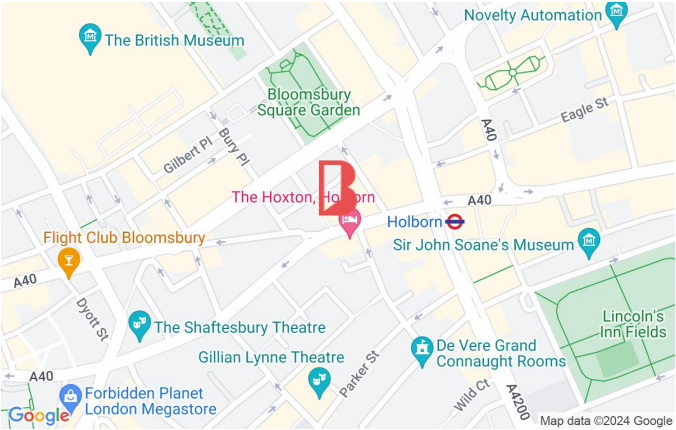 Novelty Automation
The British Museum
Bloomsbury
Square Garden
Eagle St
A40
Gilbert Pl
Bury Pl
The Hoxton, Holborn
A40
Holborn
Flight Club Bloomsbury
Sir John Soane's Museum
A40
Dyott St
Lincoln's
Inn Fields
The Shaftesbury Theatre
De Vere Grand
Connaught Rooms
Gillian Lynne Theatre
Parker St
A40
Wild Ct
A4200
Forbidden Planet
London Megastore
Google
Map data ©2024 Google